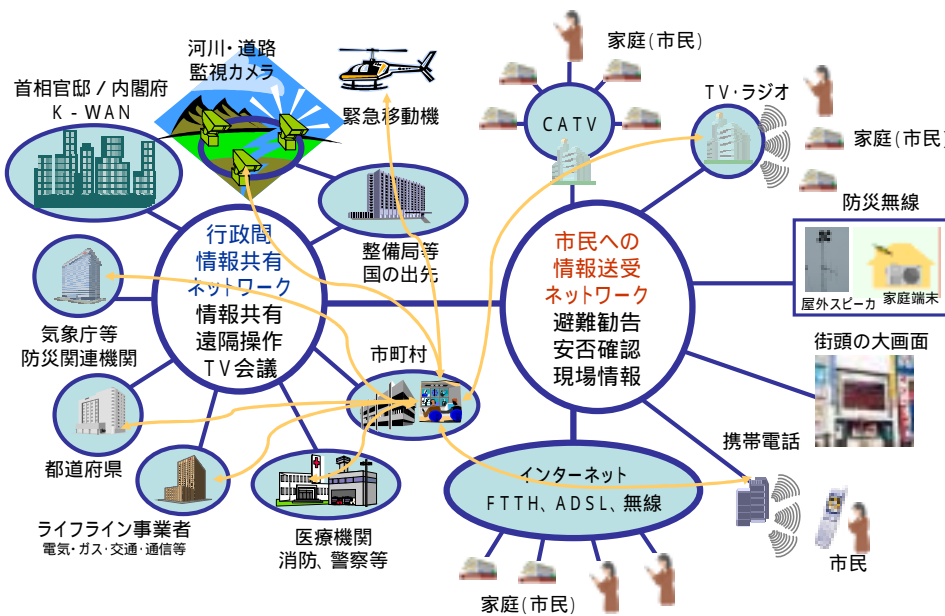 河川・道路
監視カメラ
首相官邸/内閣府
K-WAN
緊急移動機
家庭(市民)
CATV
TV・ラジオ
家庭(市民)
防災無線
屋外スピーカ
家庭端末
街頭の大画面
行政間
情報共有
ネットワーク
情報共有
遠隔操作
TV会議
整備局等
国の出先
市民への
情報送受
ネットワーク
避難勧告
安否確認
現場情報
気象庁等
防災関連機関
市町村
都道府県
ライフライン事業者
電気・ガス・交通・通信等
医療機関
消防、警察等
インターネット
FTTH、ADSL、無線
携帯電話
市民
家庭(市民)